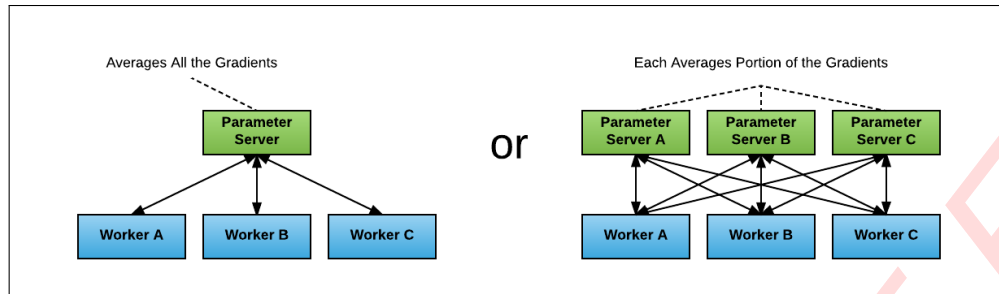 Averages All the Gradients
Parameter
Server
Worker A
Worker B
Worker C
or
Each Averages Portion of the Gradients
Parameter
Server A
Parameter
Server B
Parameter
Server C
Worker A
Worker B
Worker C